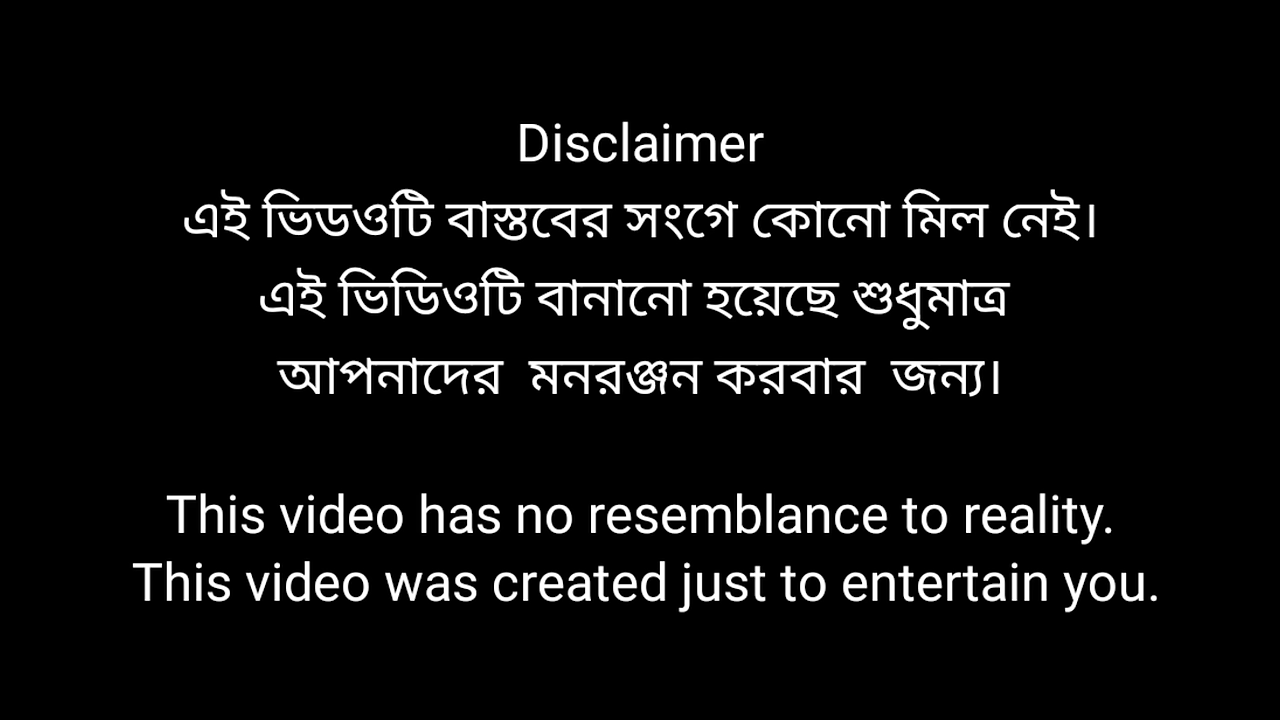 Disclaimer
এই ভিডওটি বাস্তবের সংগে কোনো মিল নেই।
এই ভিডিওটি বানানো হয়েছে শুধুমাত্র
আপনাদের মনরঞ্জন করবার জন্য।
This video has no resemblance to reality.
This video was created just to entertain you.